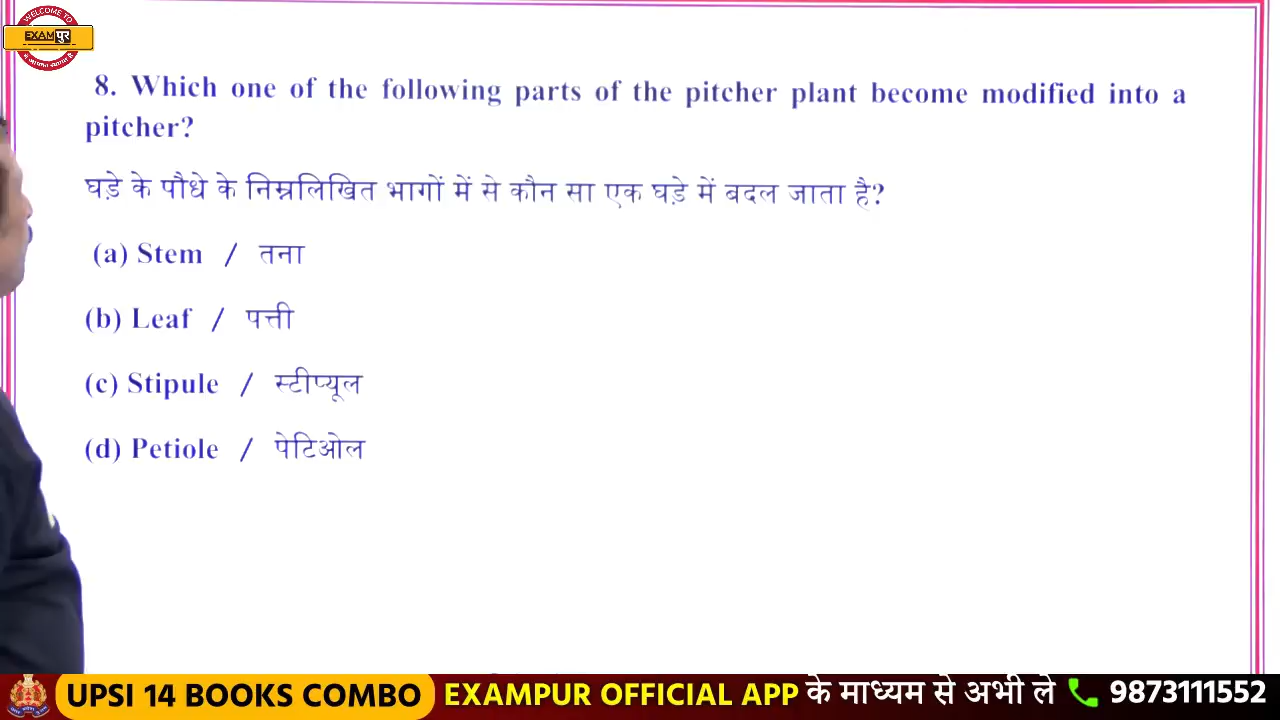 WELCOME TO
EXAMपुर
8. Which one of the following parts of the pitcher plant become modified into a
pitcher?
घड़े के पौधे के निम्नलिखित भागों में से कौन सा एक घड़े में बदल जाता है?
(a) Stem / तना
(b) Leaf / पत्ती
(c) Stipule / स्टीप्यूल
(d) Petiole / पेटिओल
UPSI 14 BOOKS COMBO EXAMPUR OFFICIAL APP के माध्यम से अभी ले 9873111552